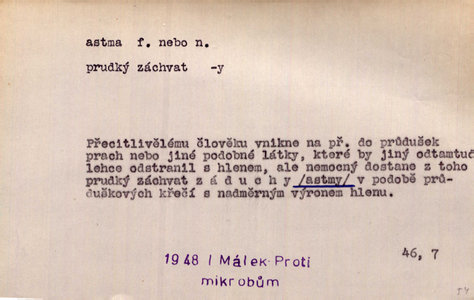 astma f. nebo n.
prudký záchvat -y
Přecitlivělému člověku vnikne na př. do průdušek
prach nebo jiné podobné látky, které by jiný odtamtuď
lehce odstranil s hlenem, ale nemocný dostane z toho
prudký záchvat z á d u c h y /astmy/ v podobě prů-
duškových křečí s nadměrným výronem hlenu.
1948 I Málek-Proti
mikrobům
46, 7